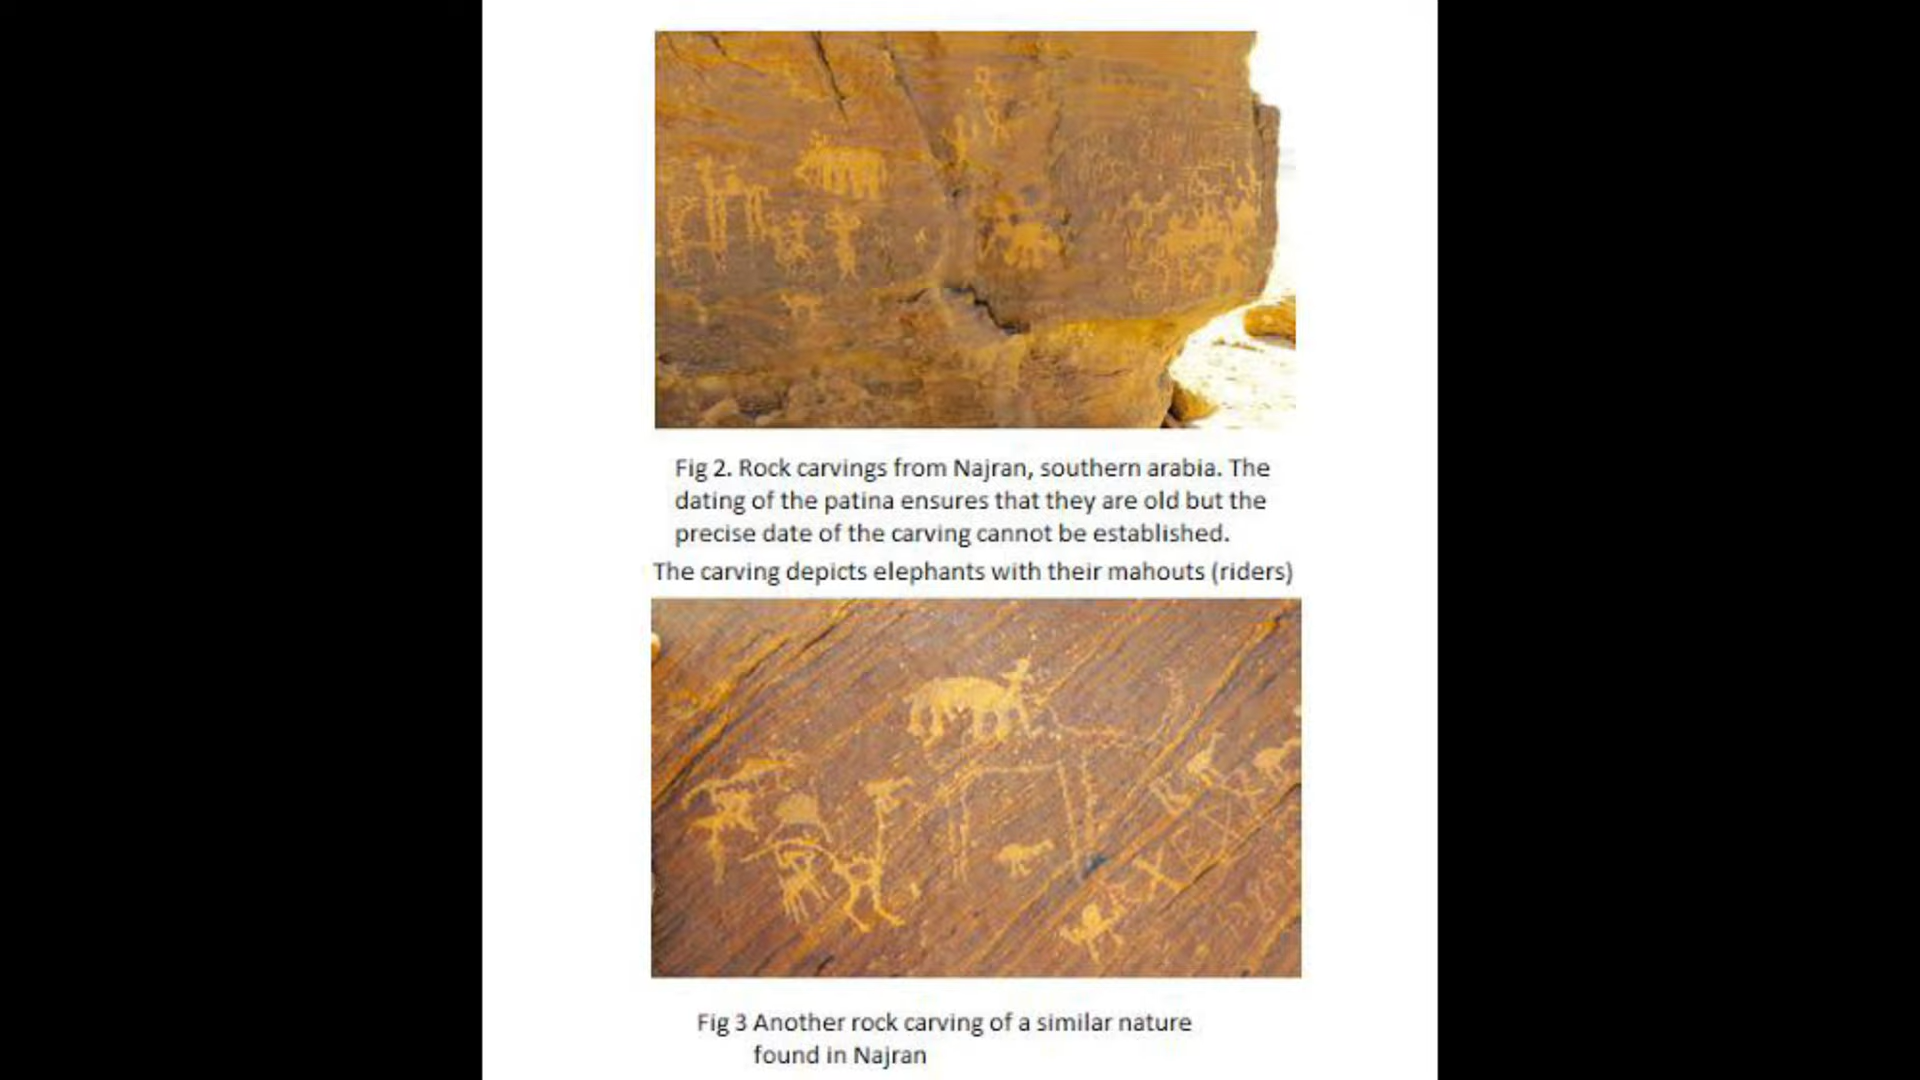 Fig 2. Rock carvings from Najran, southern arabia. The
dating of the patina ensures that they are old but the
precise date of the carving cannot be established.
The carving depicts elephants with their mahouts (riders)
Fig 3 Another rock carving of a similar nature
found in Najran